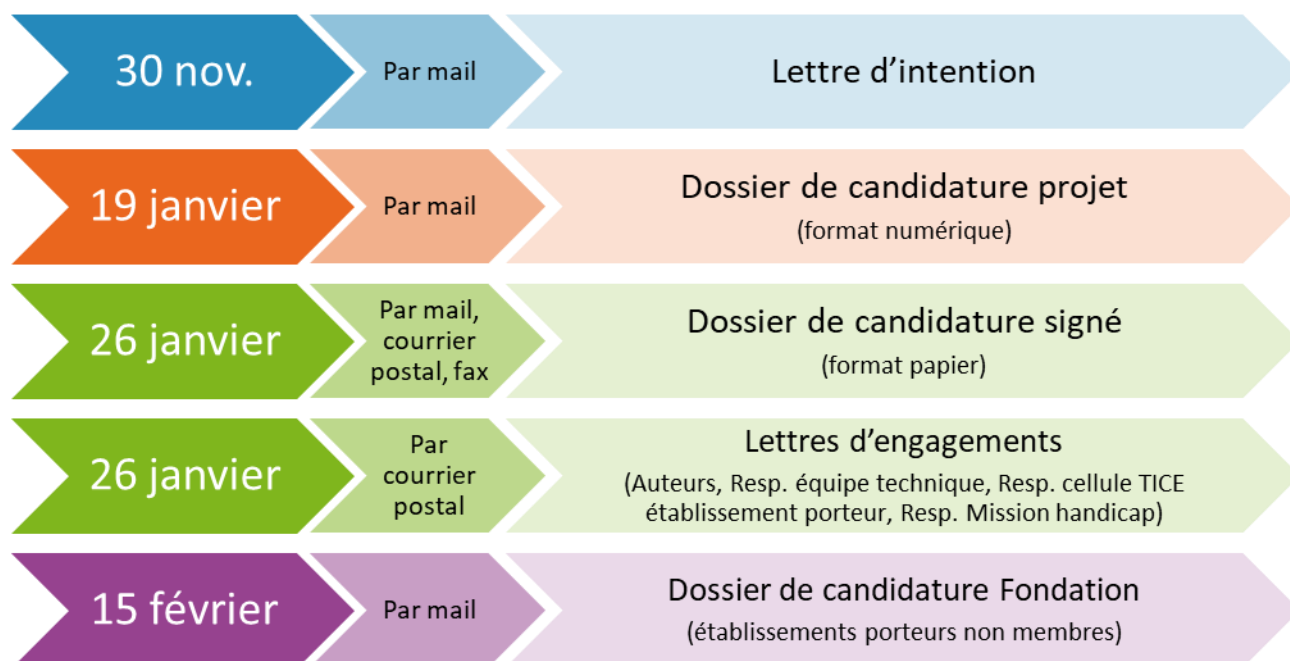 30 nov.
Par mail
Lettre d’intention
19 janvier
Par mail
Dossier de candidature projet
(format numérique)
26 janvier
Par mail,
courrier
postal, fax
Dossier de candidature signé
(format papier)
26 janvier
Par
courrier
postal
Lettres d’engagements
(Auteurs, Resp. équipe technique, Resp. cellule TICE
établissement porteur, Resp. Mission handicap)
15 février
Par mail
Dossier de candidature Fondation
(établissements porteurs non membres)